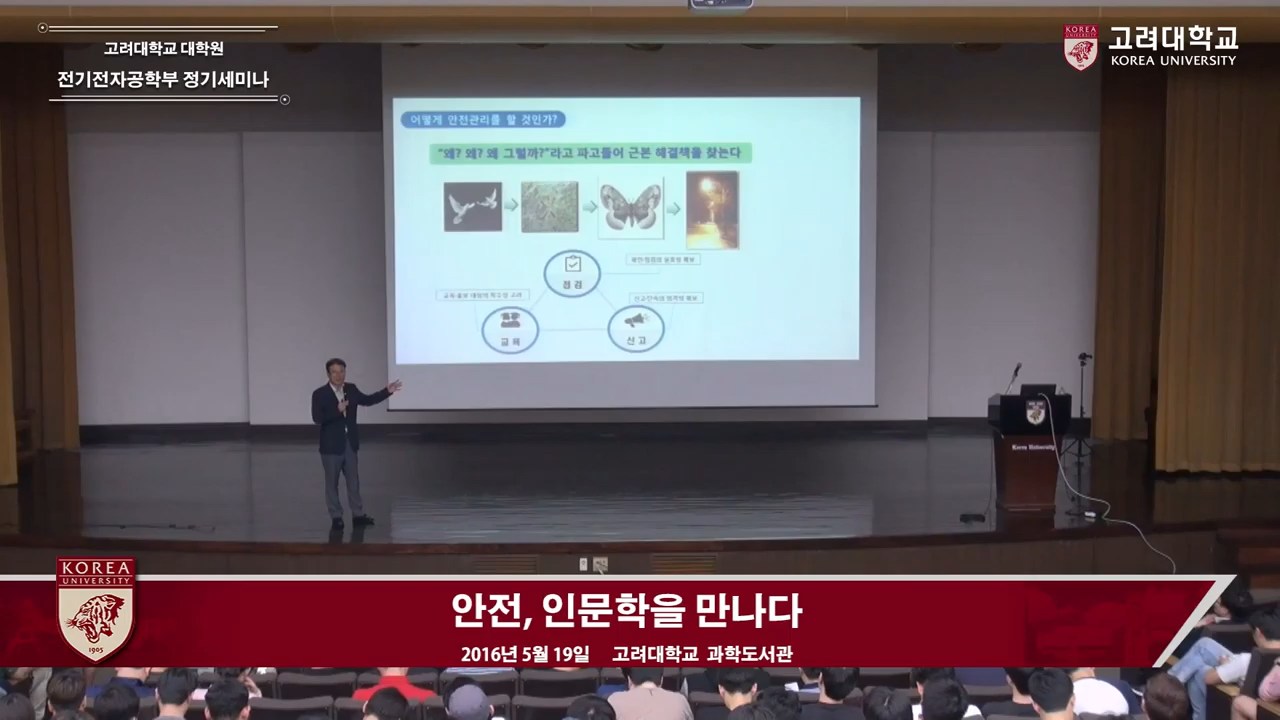 고려대학교 대학원
전기전자공학부 정기세미나
KOREA
UNIVERSITY
1905
고려대학교
KOREA UNIVERSITY
어떻게 안전관리를 할 것인가?
"왜? 왜? 왜 그럴까?"라고 파고들어 근본 해결책을 찾는다
점 검
교 육
신 고
Korea University
KOREA
UNIVERSITY
1905
안전, 인문학을 만나다
2016년 5월 19일 고려대학교 과학도서관